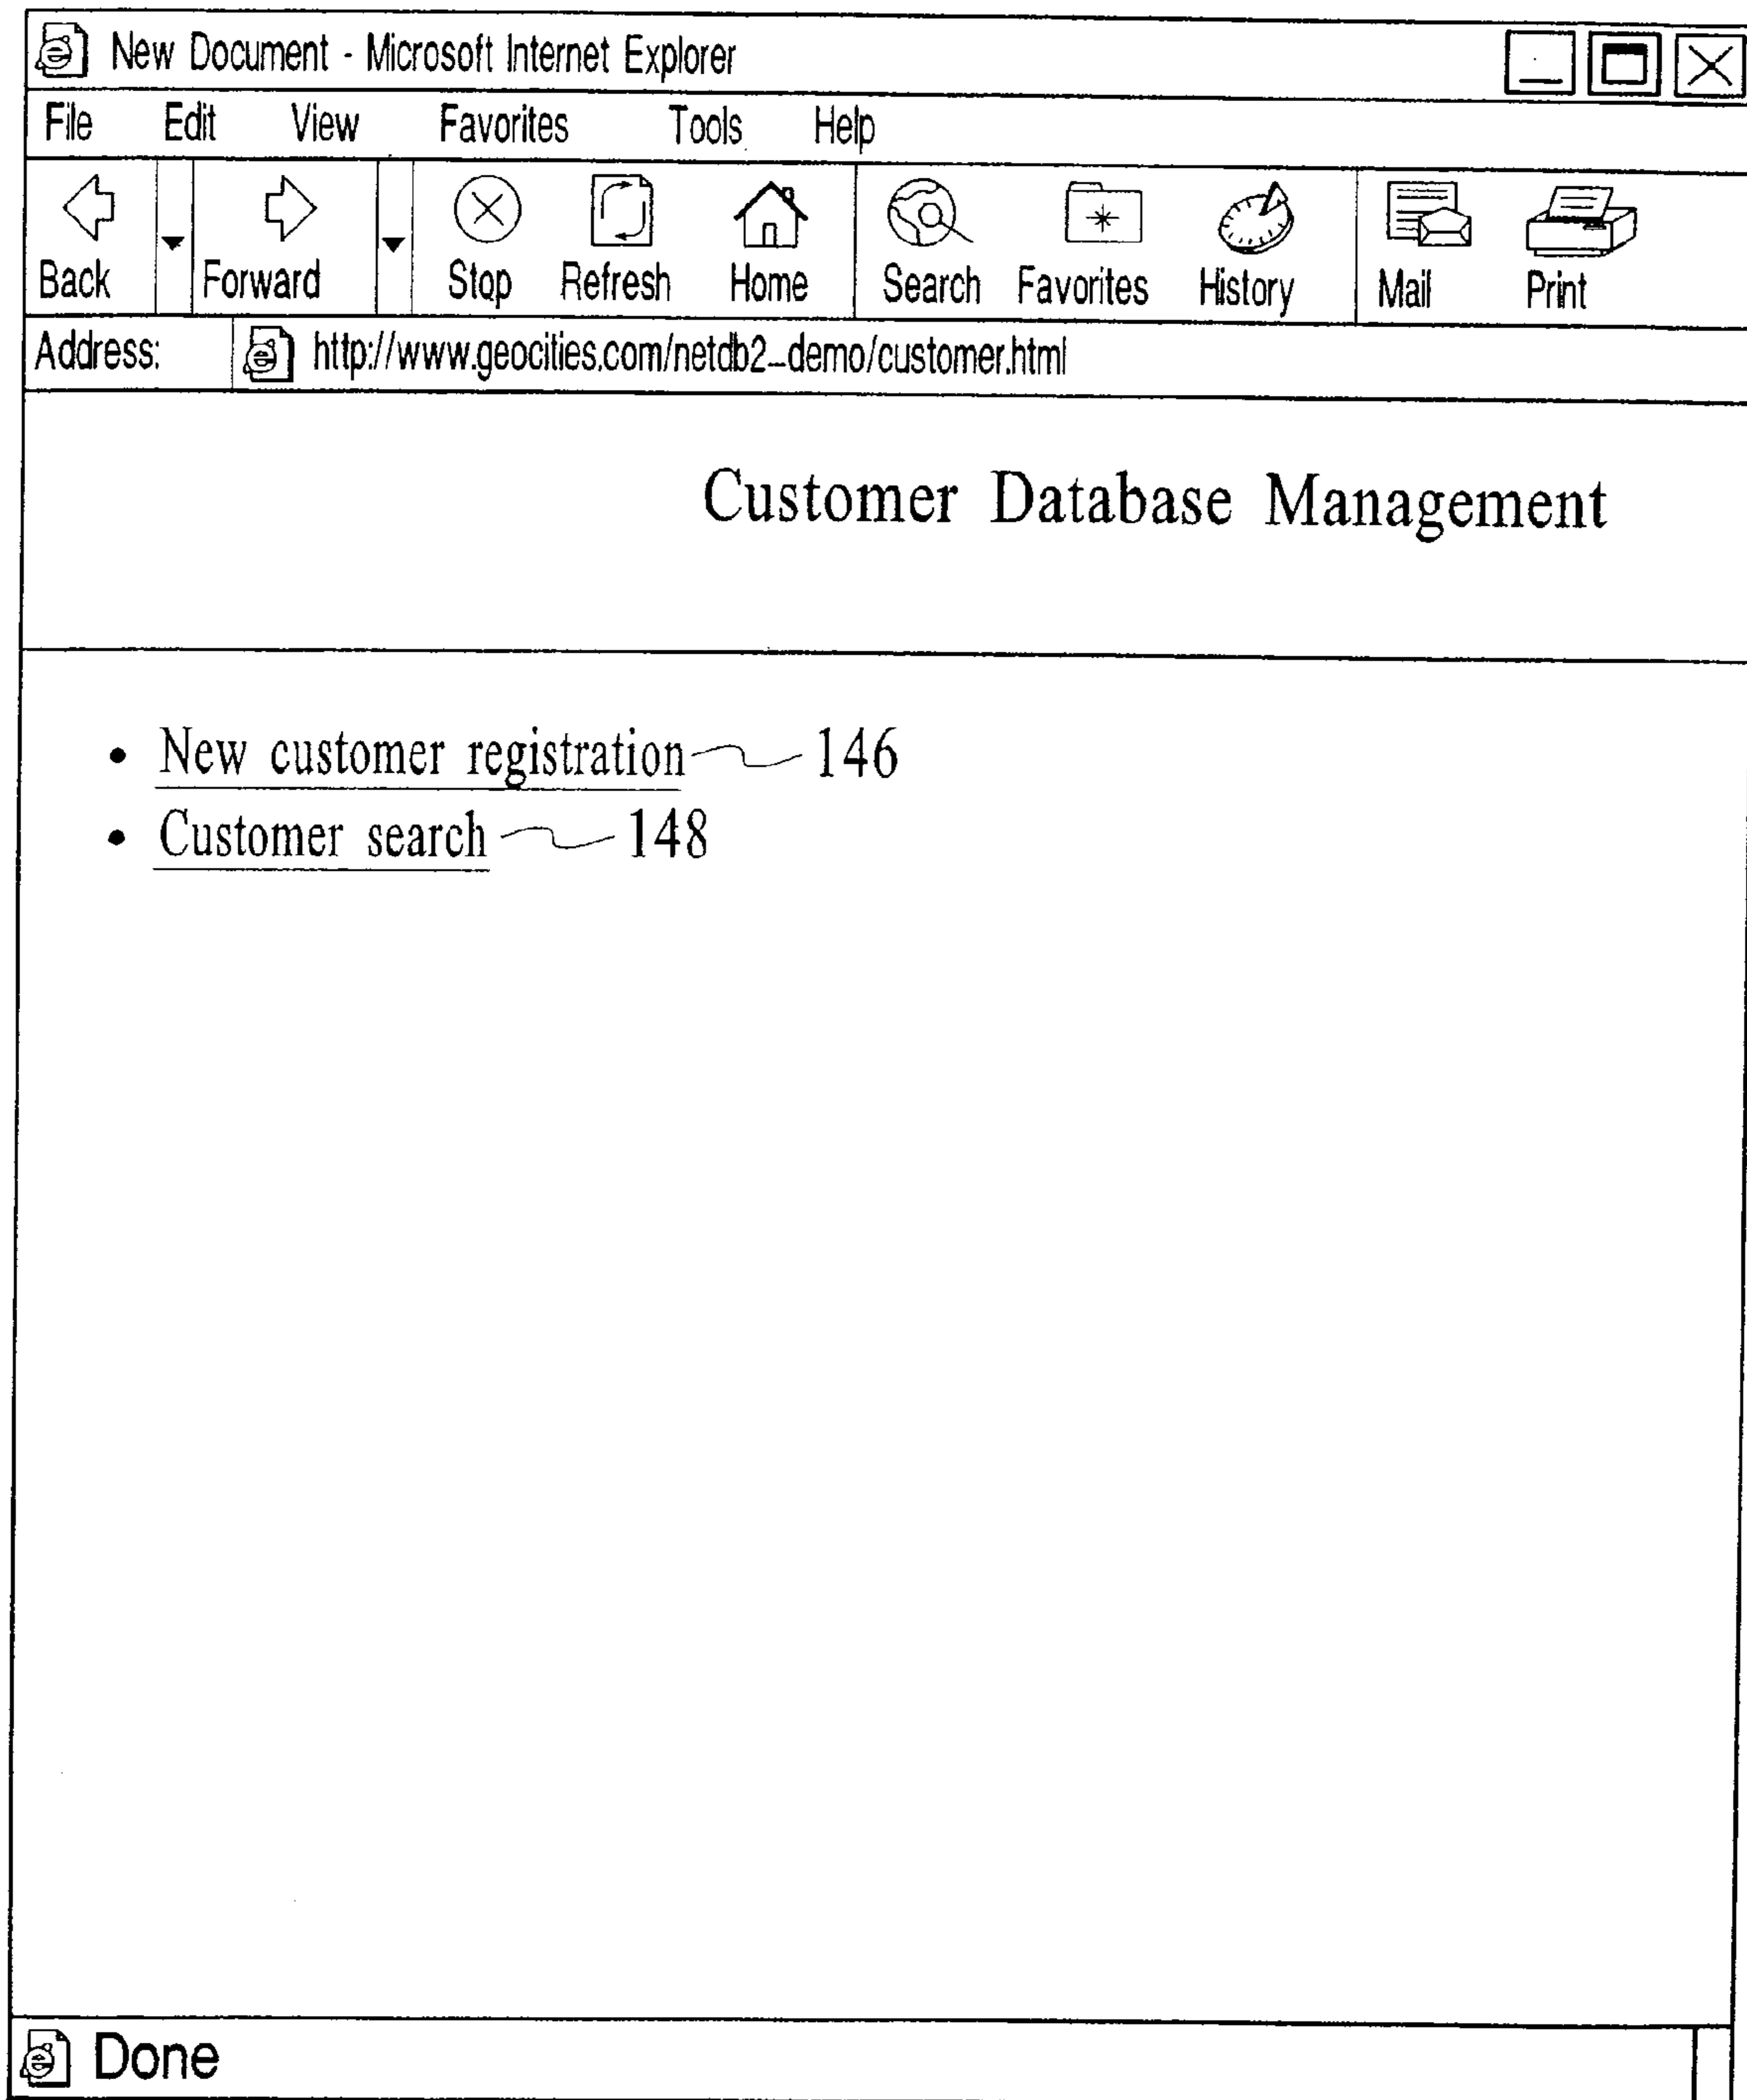 New Document - Microsoft Internet Explorer
File Edit View Favorites Tools Help
Back Forward Stop Refresh Home Search Favorites History Mail Print
Address: http://www.geocities.com/netdb2_demo/customer.html
Customer Database Management
• New customer registration 146
• Customer search 148
Done